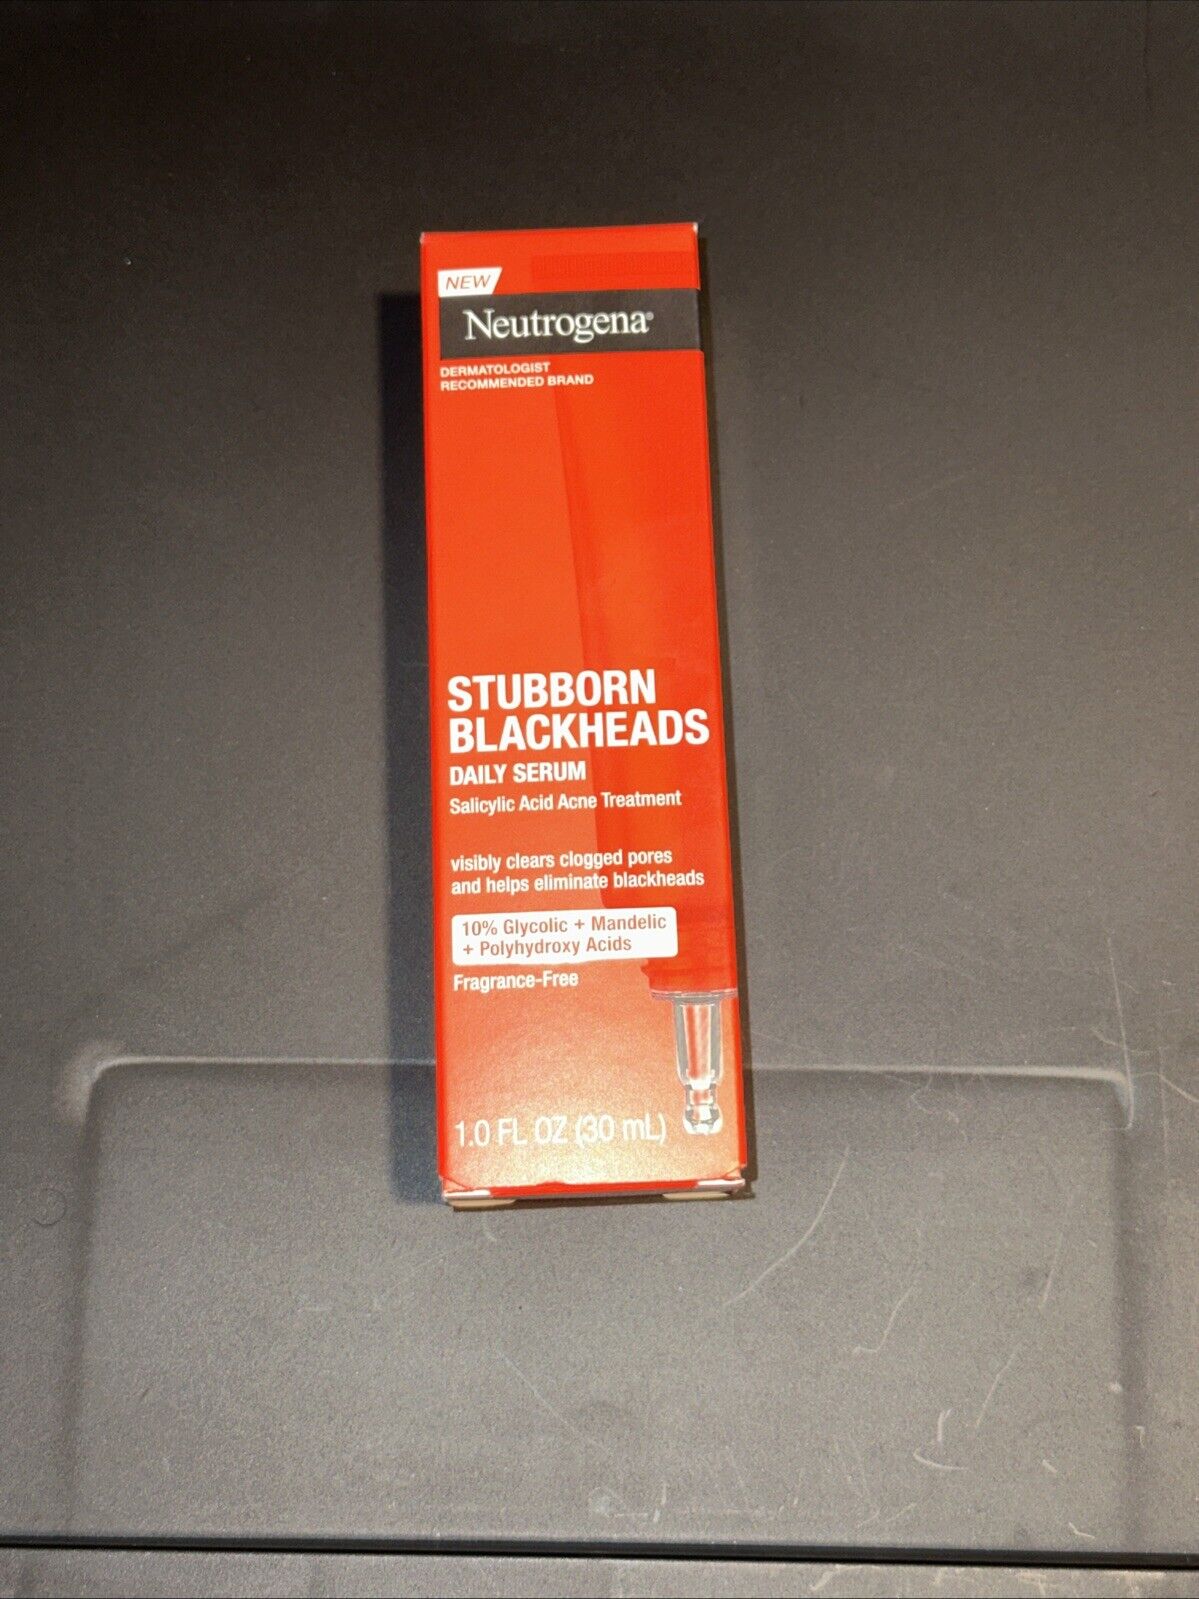 NEW
Neutrogena®
DERMATOLOGIST
RECOMMENDED BRAND
STUBBORN
BLACKHEADS
DAILY SERUM
Salicylic Acid Acne Treatment
visibly clears clogged pores
and helps eliminate blackheads
10% Glycolic + Mandelic
+ Polyhydroxy Acids
Fragrance-Free
1.0 FL OZ (30 mL)